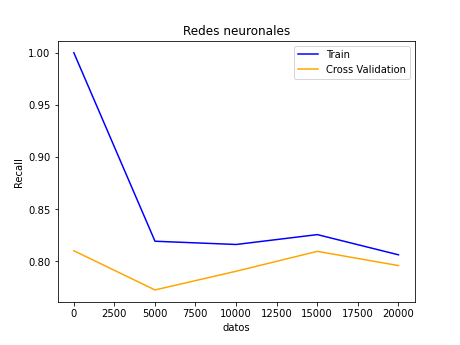 Redes neuronales
Train
Cross Validation
1.00
0.95
0.90
0.85
0.80
Recall
0 2500 5000 7500 10000 12500 15000 17500 20000
datos